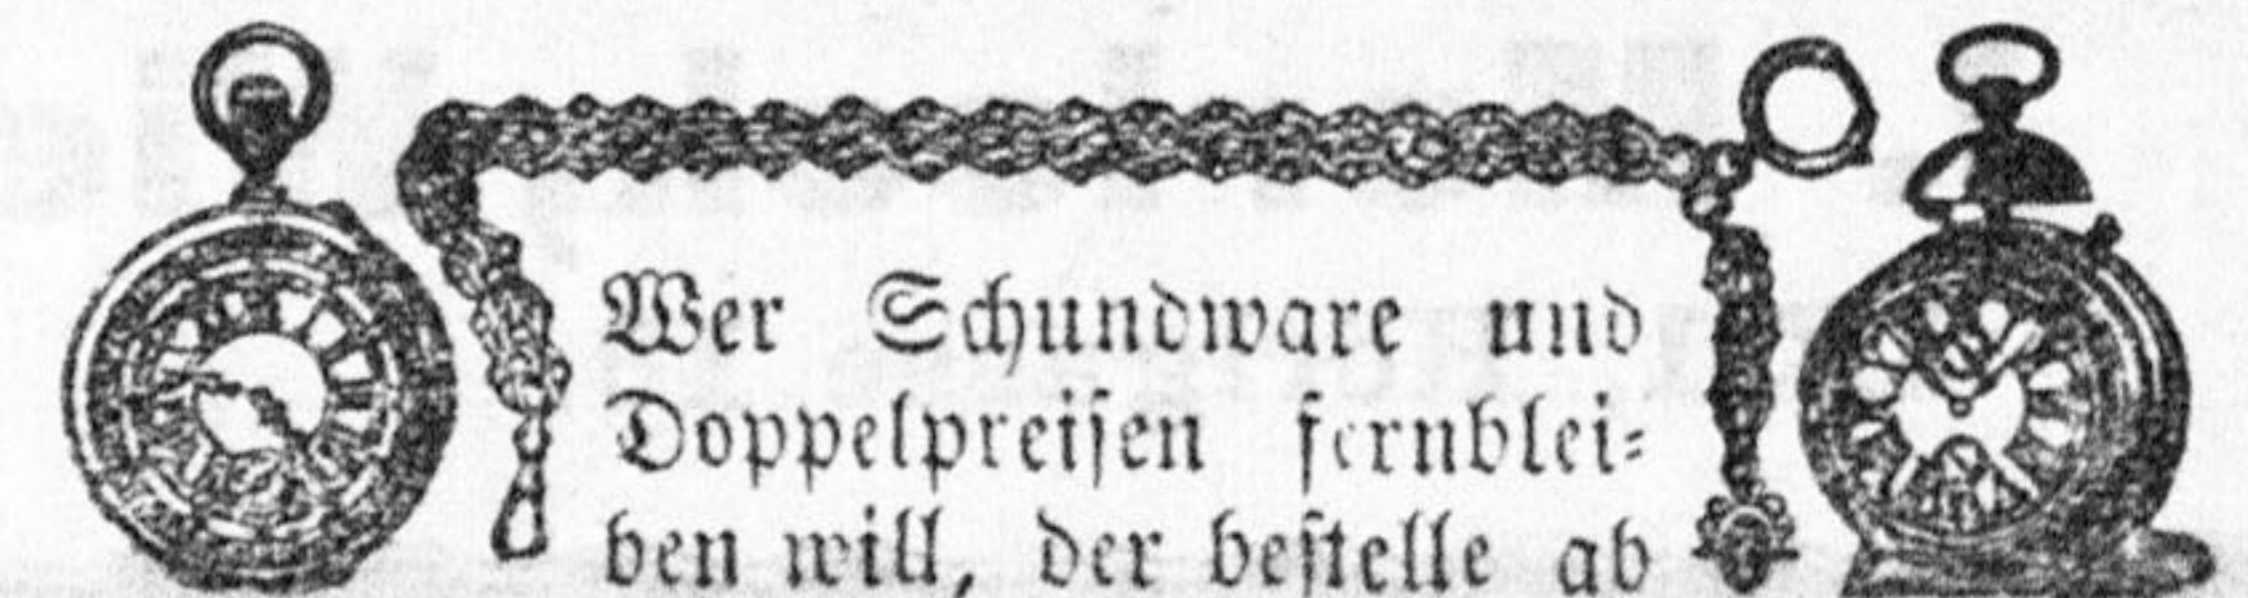 Wer Schundware und
Doppelpreisen fernblei⸗
ben will, der bestelle ab